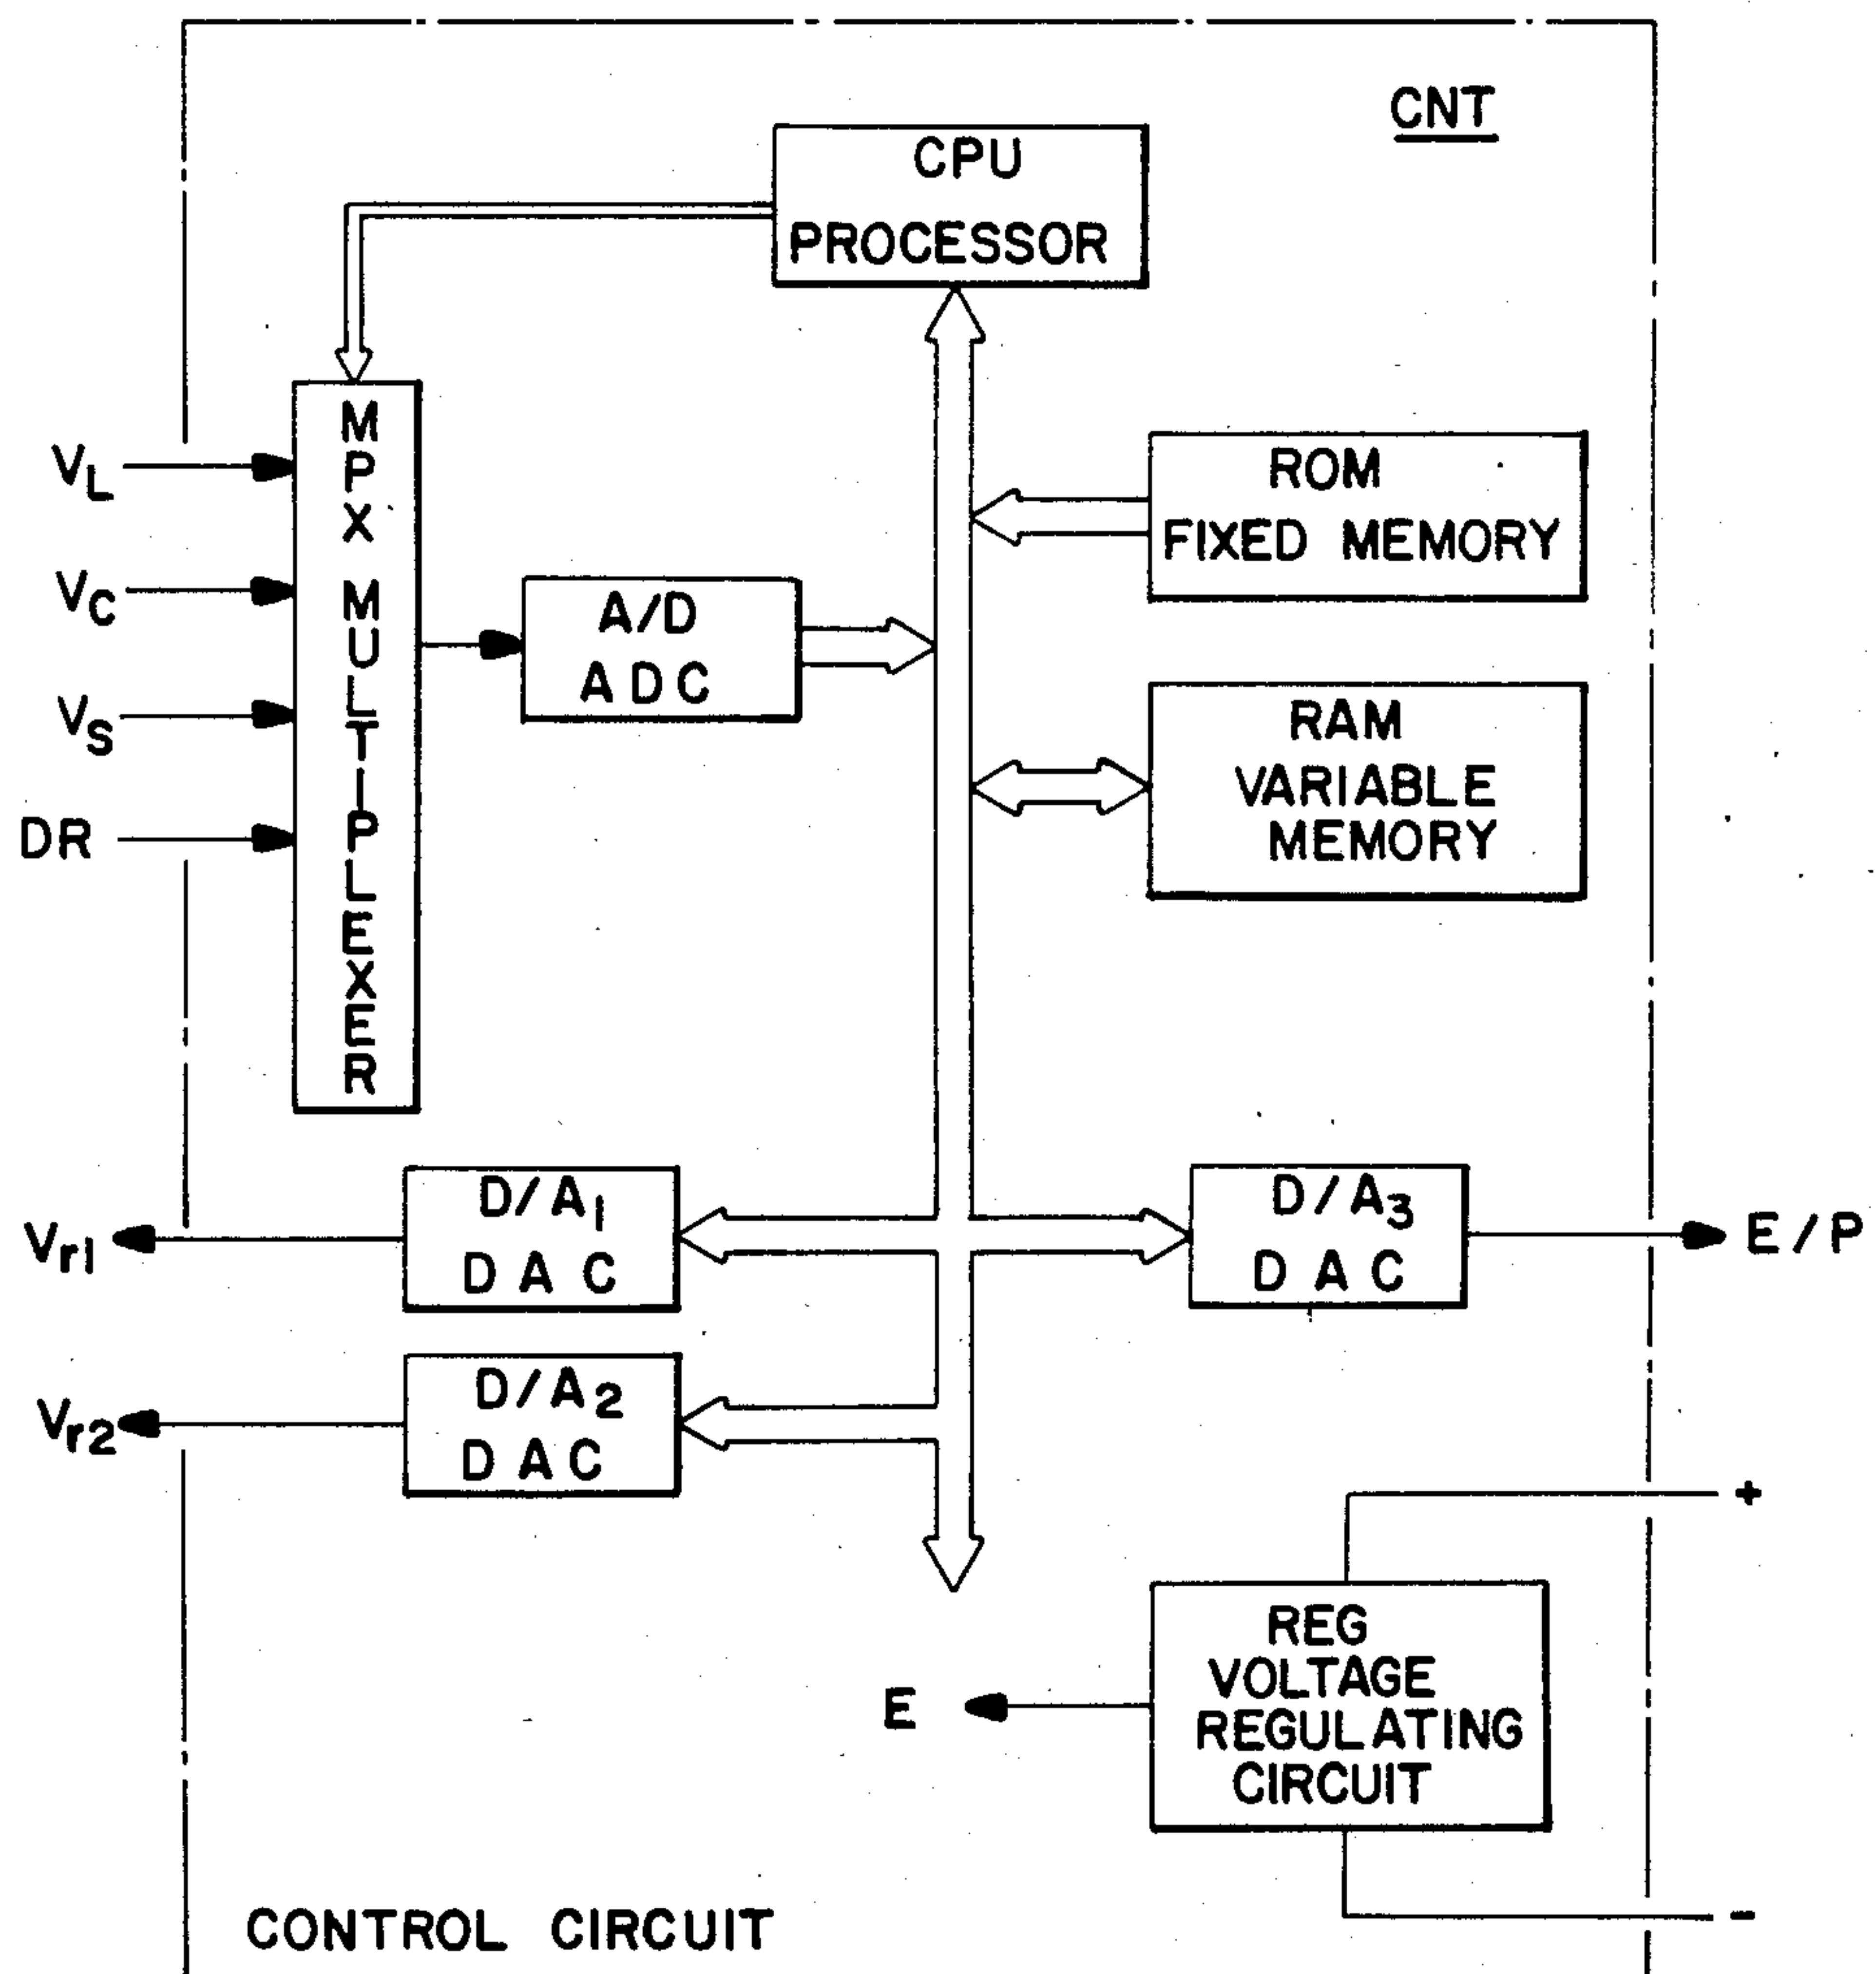 CNT
CPU
PROCESSOR
MPX MULTIPLEXER
VL
VC
VS
DR
A/D
ADC
ROM
FIXED MEMORY
RAM
VARIABLE
MEMORY
D/A1
DAC
Vr1
D/A2
DAC
Vr2
D/A3
DAC
E/P
+
REG
VOLTAGE
REGULATING
CIRCUIT
E
-
CONTROL CIRCUIT